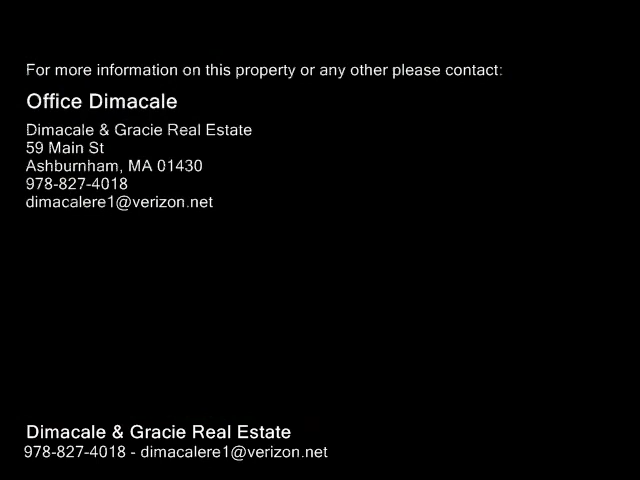 For more information on this property or any other please contact:
Office Dimacale
Dimacale & Gracie Real Estate
59 Main St
Ashburnham, MA 01430
978-827-4018
dimacalere1@verizon.net
Dimacale & Gracie Real Estate
978-827-4018 - dimacalere1@verizon.net